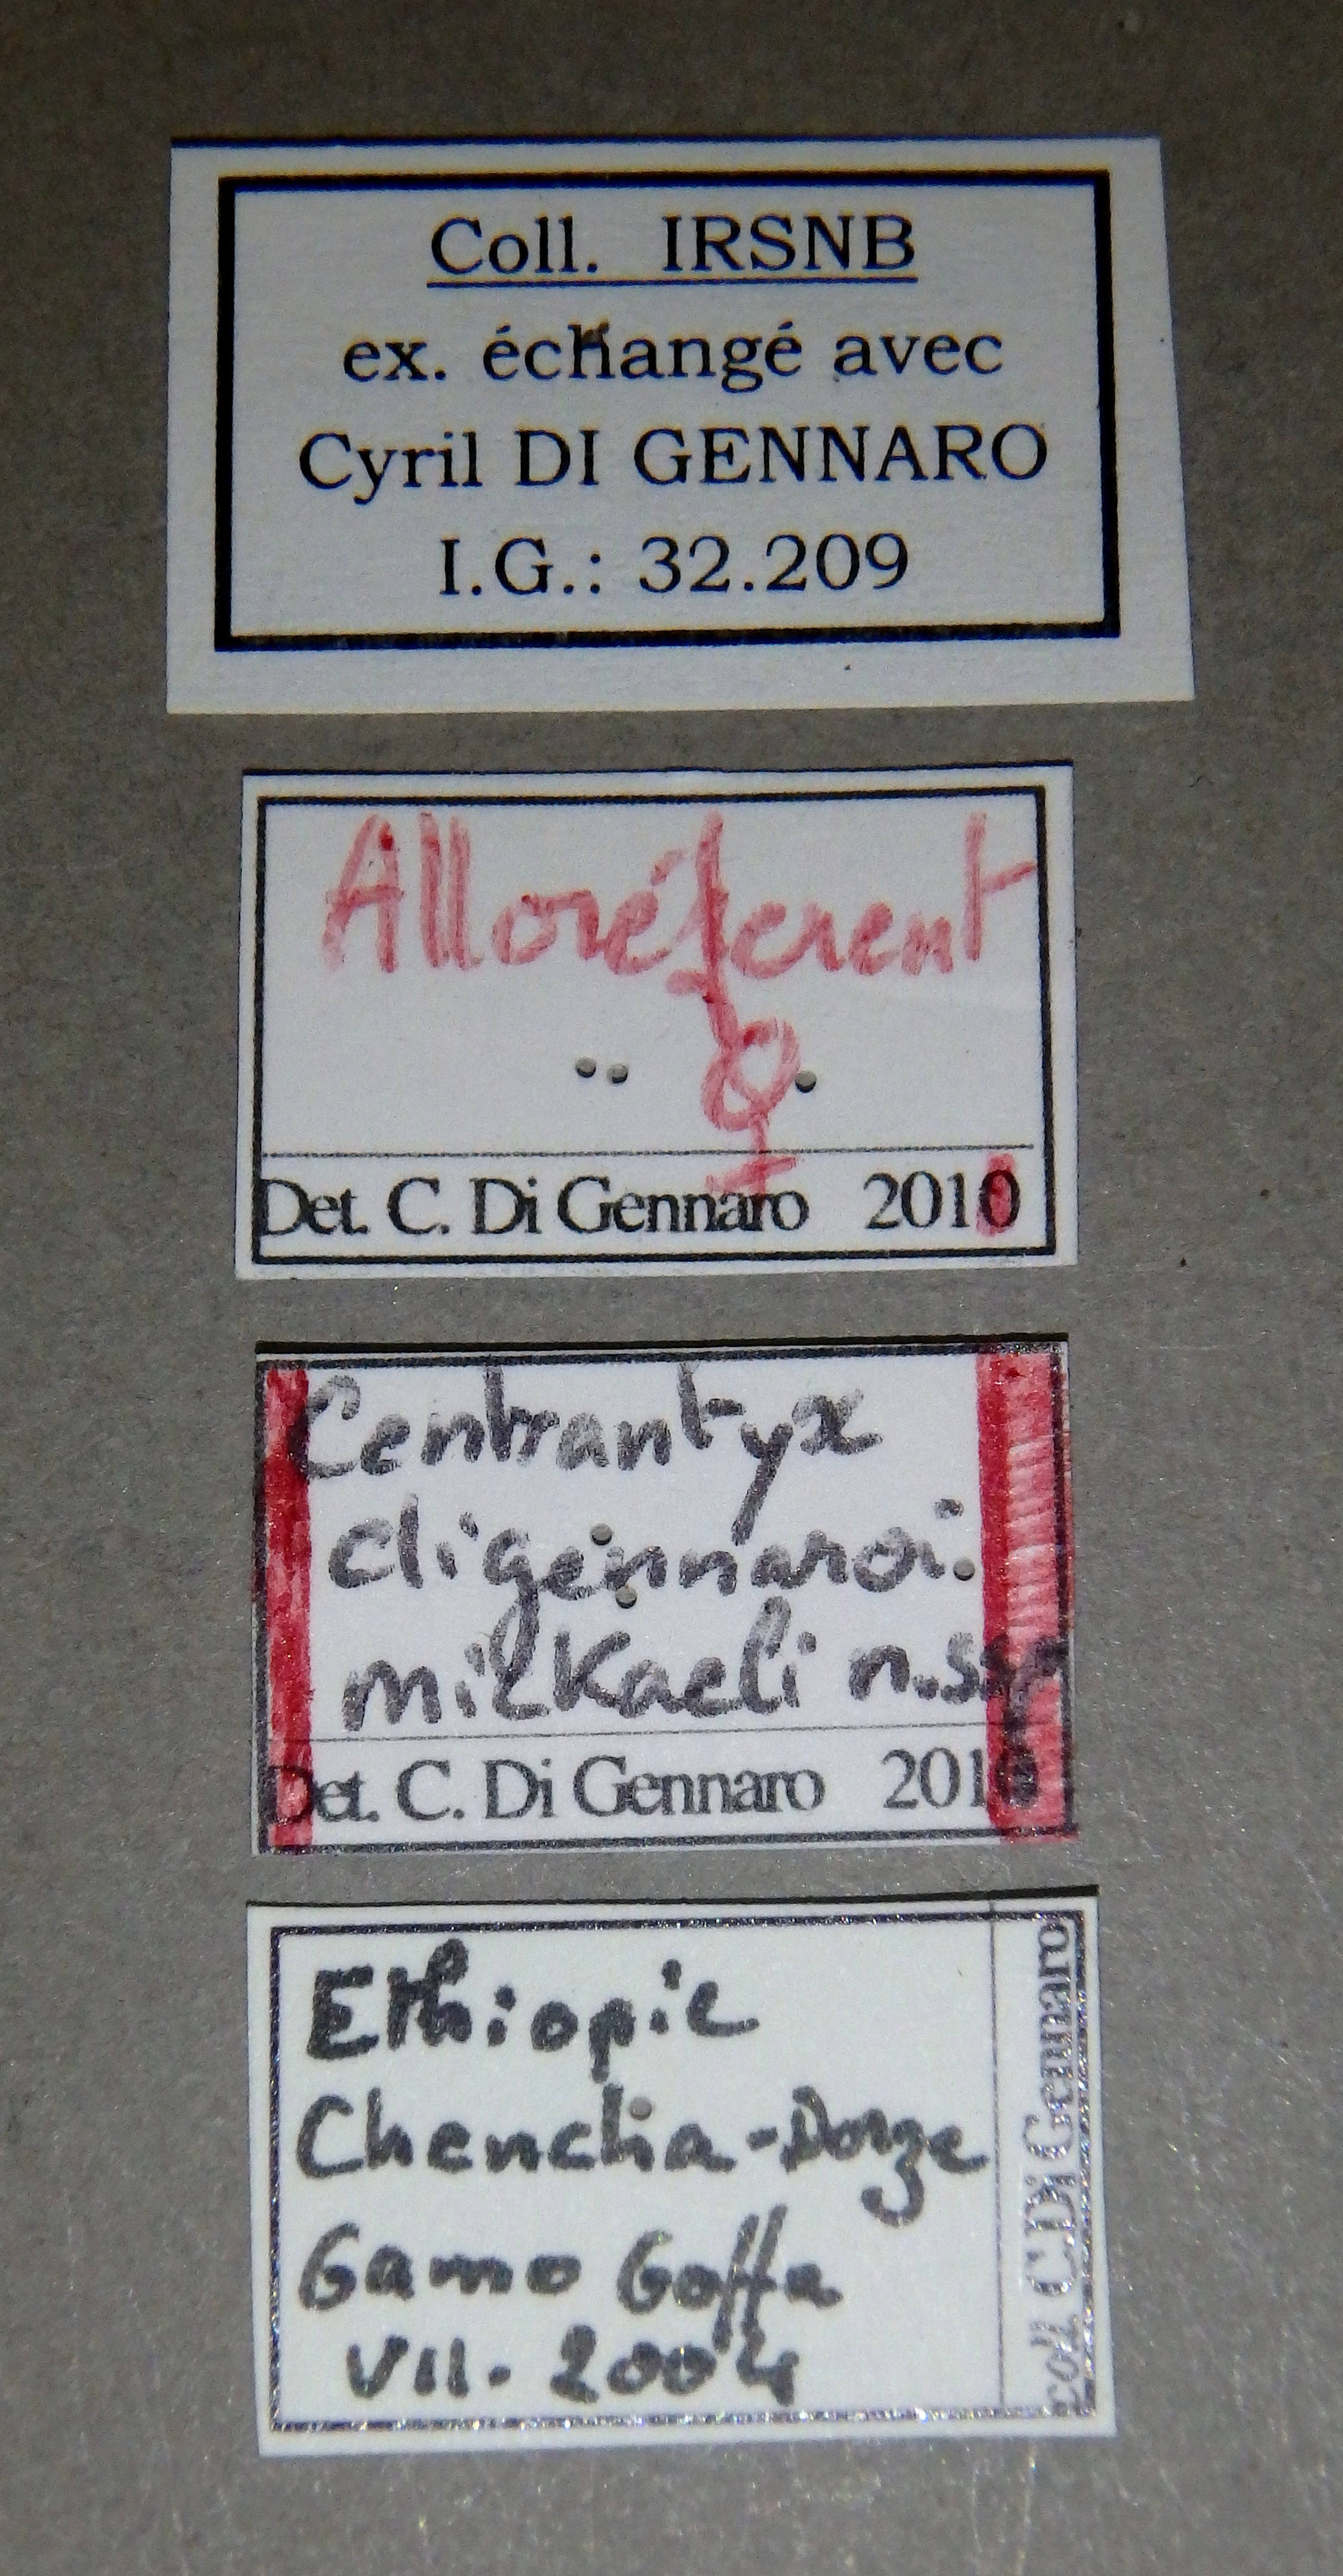 Coll. IRSNB
ex. échangé avec
Cyril DI GENNARO
I.G.: 32.209
Alloréferent
♀
Det. C. Di Gennaro 2010
Centrantyx
digennaroi
mikaeli n.ssp
Det. C. Di Gennaro 2010
Ethiopie
Chencha-Dorze
Gamo Goffa
VII. 2004
coll C.Di Gennaro